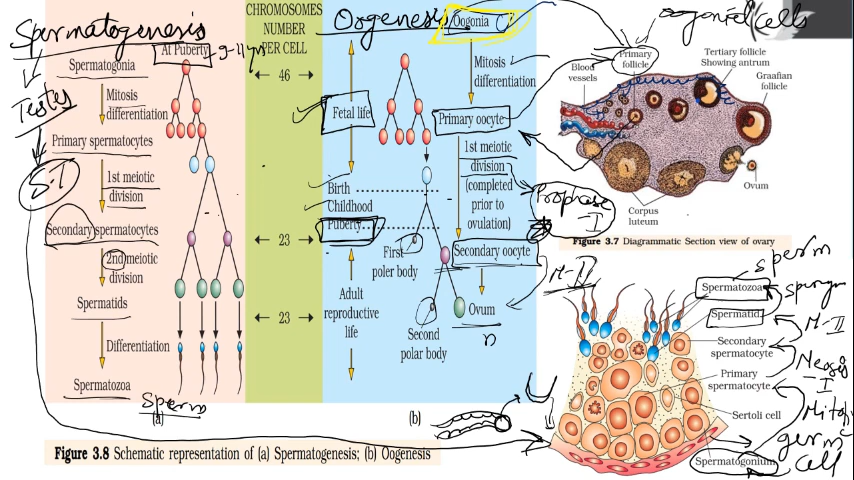 Spermatogenesis
At Puberty
9-11 yrs
Testes
S.T
Spermatogonia
Mitosis
differentiation
Primary spermatocytes
1st meiotic
division
Secondary spermatocytes
2nd meiotic
division
Spermatids
Differentiation
Spermatozoa
Sperm
(a)
CHROMOSOMES
NUMBER
PER CELL
46
23
23
Oogenesis
Oogonia
Mitosis
differentiation
Fetal life
Primary oocyte
1st meiotic
division
(completed
prior to
ovulation)
Birth
Childhood
Puberty
Prophase
I
First
poler body
Secondary oocyte
M-II
Adult
reproductive
life
Ovum
n
Second
polar body
(b)
Figure 3.8 Schematic representation of (a) Spermatogenesis; (b) Oogenesis
oogonial cells
Primary
follicle
Tertiary follicle
Showing antrum
Blood
vessels
Graafian
follicle
Ovum
Corpus
luteum
Figure 3.7 Diagrammatic Section view of ovary
sperm
Spermatozoa
Spermatid
M-II
Secondary
spermatocyte
I
Primary
spermatocyte
Sertoli cell
germ
cell
Spermatogonium